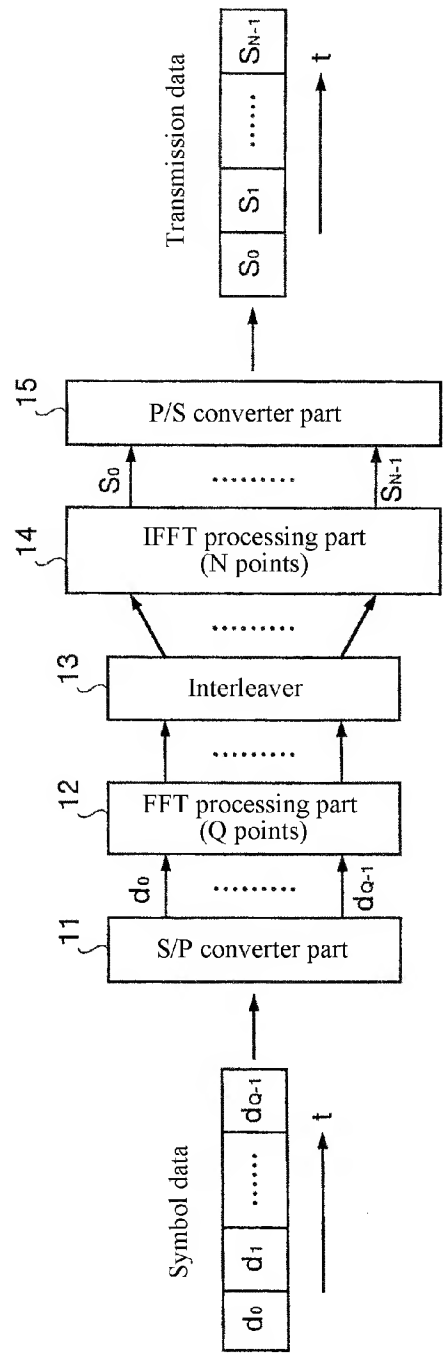 Symbol data
d0 d1 ...... dQ-1
t
11
S/P converter part
d0
.........
dQ-1
12
FFT processing part
(Q points)
.........
13
Interleaver
.........
14
IFFT processing part
(N points)
S0
.........
SN-1
15
P/S converter part
Transmission data
S0 S1 ...... SN-1
t